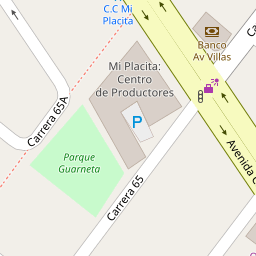 C.C Mi
Placita
Banco
Av Villas
Mi Placita:
Centro
de Productores
P
Carrera 65A
Parque
Guarneta
Carrera 65
Avenida